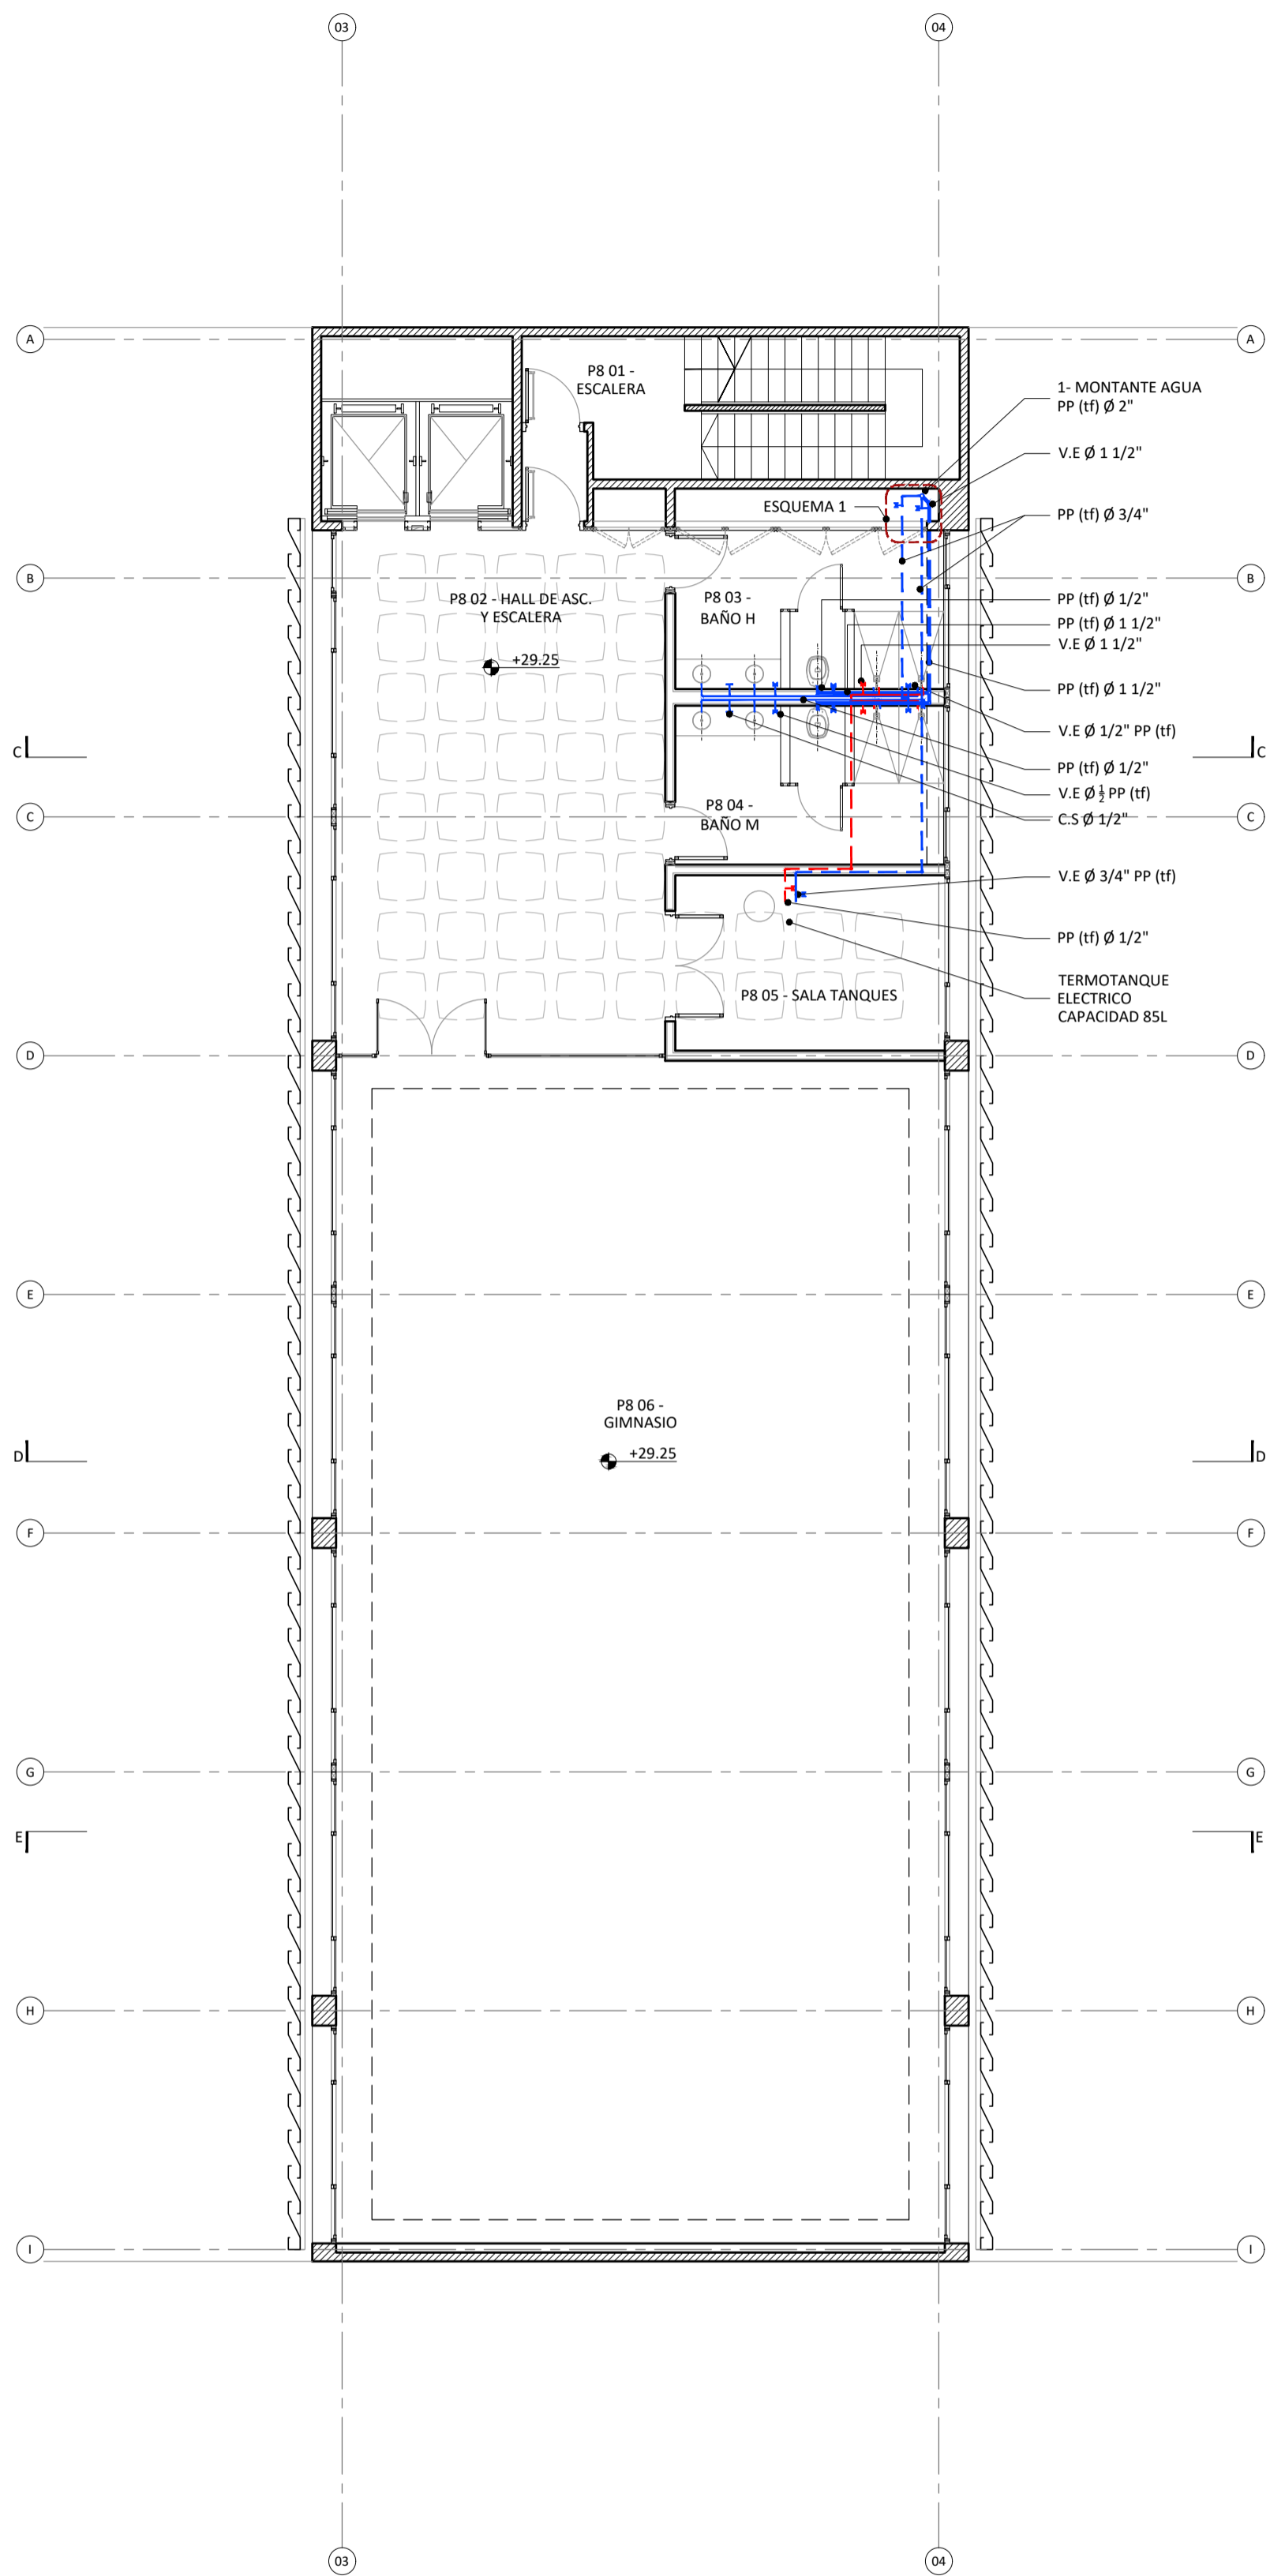 03
04
A
A
P8 01 -
ESCALERA
1- MONTANTE AGUA
PP (tf) Ø 2"
V.E Ø 1 1/2"
ESQUEMA 1
PP (tf) Ø 3/4"
B
B
P8 02 - HALL DE ASC.
Y ESCALERA
+29.25
P8 03 -
BAÑO H
PP (tf) Ø 1/2"
PP (tf) Ø 1 1/2"
V.E Ø 1 1/2"
PP (tf) Ø 1 1/2"
V.E Ø 1/2" PP (tf)
C
C
PP (tf) Ø 1/2"
V.E Ø ½ PP (tf)
C.S Ø 1/2"
P8 04 -
BAÑO M
C
C
V.E Ø 3/4" PP (tf)
PP (tf) Ø 1/2"
TERMOTANQUE
ELECTRICO
CAPACIDAD 85L
P8 05 - SALA TANQUES
D
D
E
E
P8 06 -
GIMNASIO
+29.25
D
D
F
F
G
G
E
E
H
H
I
I
03
04